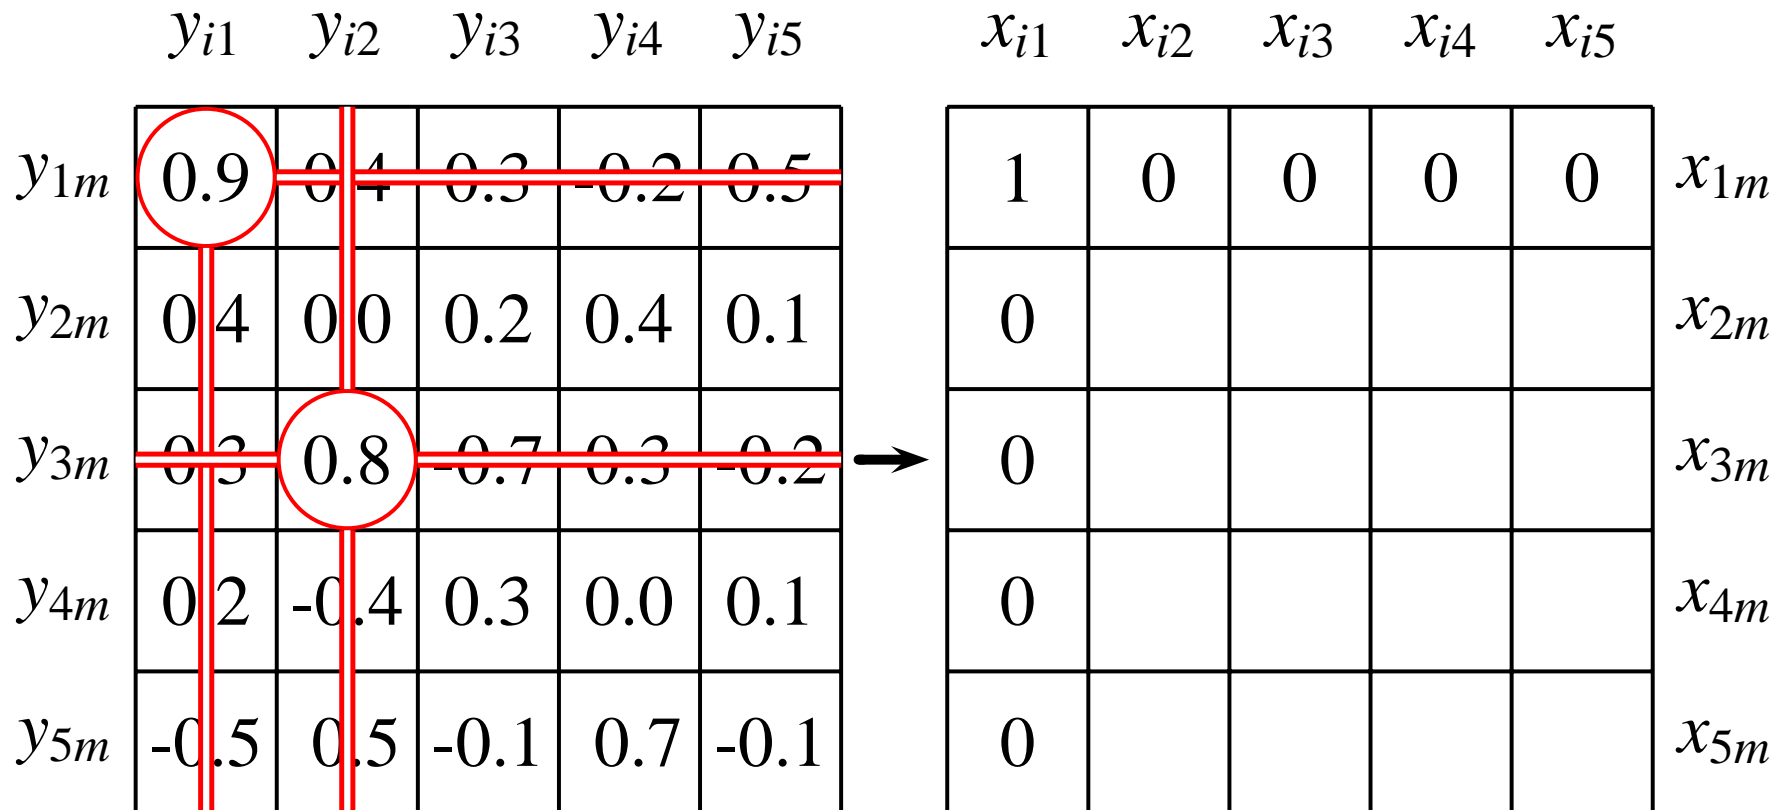 yi1 yi2 yi3 yi4 yi5 xi1 xi2 xi3 xi4 xi5
y1m 0.9 0.4 0.3 -0.2 0.5 1 0 0 0 0 x1m
y2m 0.4 0.0 0.2 0.4 0.1 0 x2m
y3m 0.3 0.8 -0.7 0.3 -0.2 0 x3m
y4m 0.2 -0.4 0.3 0.0 0.1 0 x4m
y5m -0.5 0.5 -0.1 0.7 -0.1 0 x5m